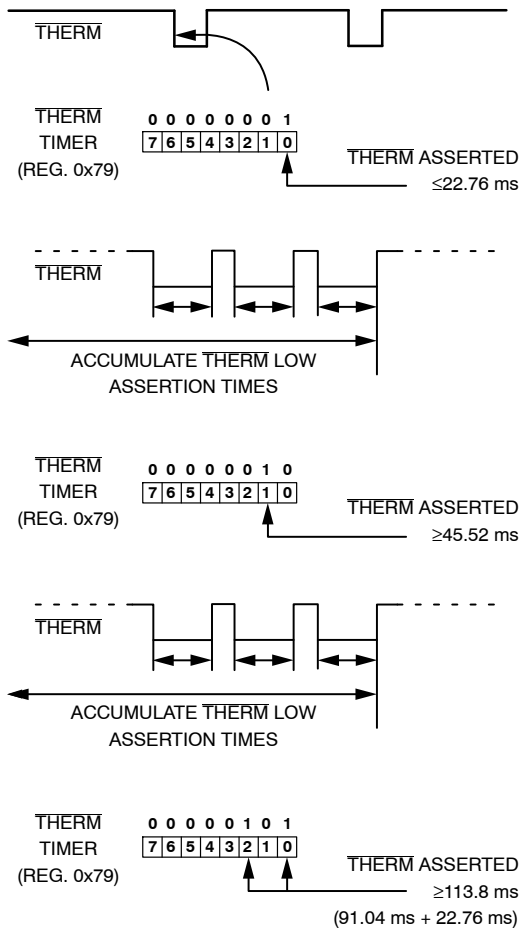 THERM
THERM
TIMER
(REG. 0x79)
0 0 0 0 0 0 0 1
7 6 5 4 3 2 1 0
THERM ASSERTED
≤22.76 ms
THERM
ACCUMULATE THERM LOW
ASSERTION TIMES
THERM
TIMER
(REG. 0x79)
0 0 0 0 0 0 1 0
7 6 5 4 3 2 1 0
THERM ASSERTED
≥45.52 ms
THERM
ACCUMULATE THERM LOW
ASSERTION TIMES
THERM
TIMER
(REG. 0x79)
0 0 0 0 0 1 0 1
7 6 5 4 3 2 1 0
THERM ASSERTED
≥113.8 ms
(91.04 ms + 22.76 ms)